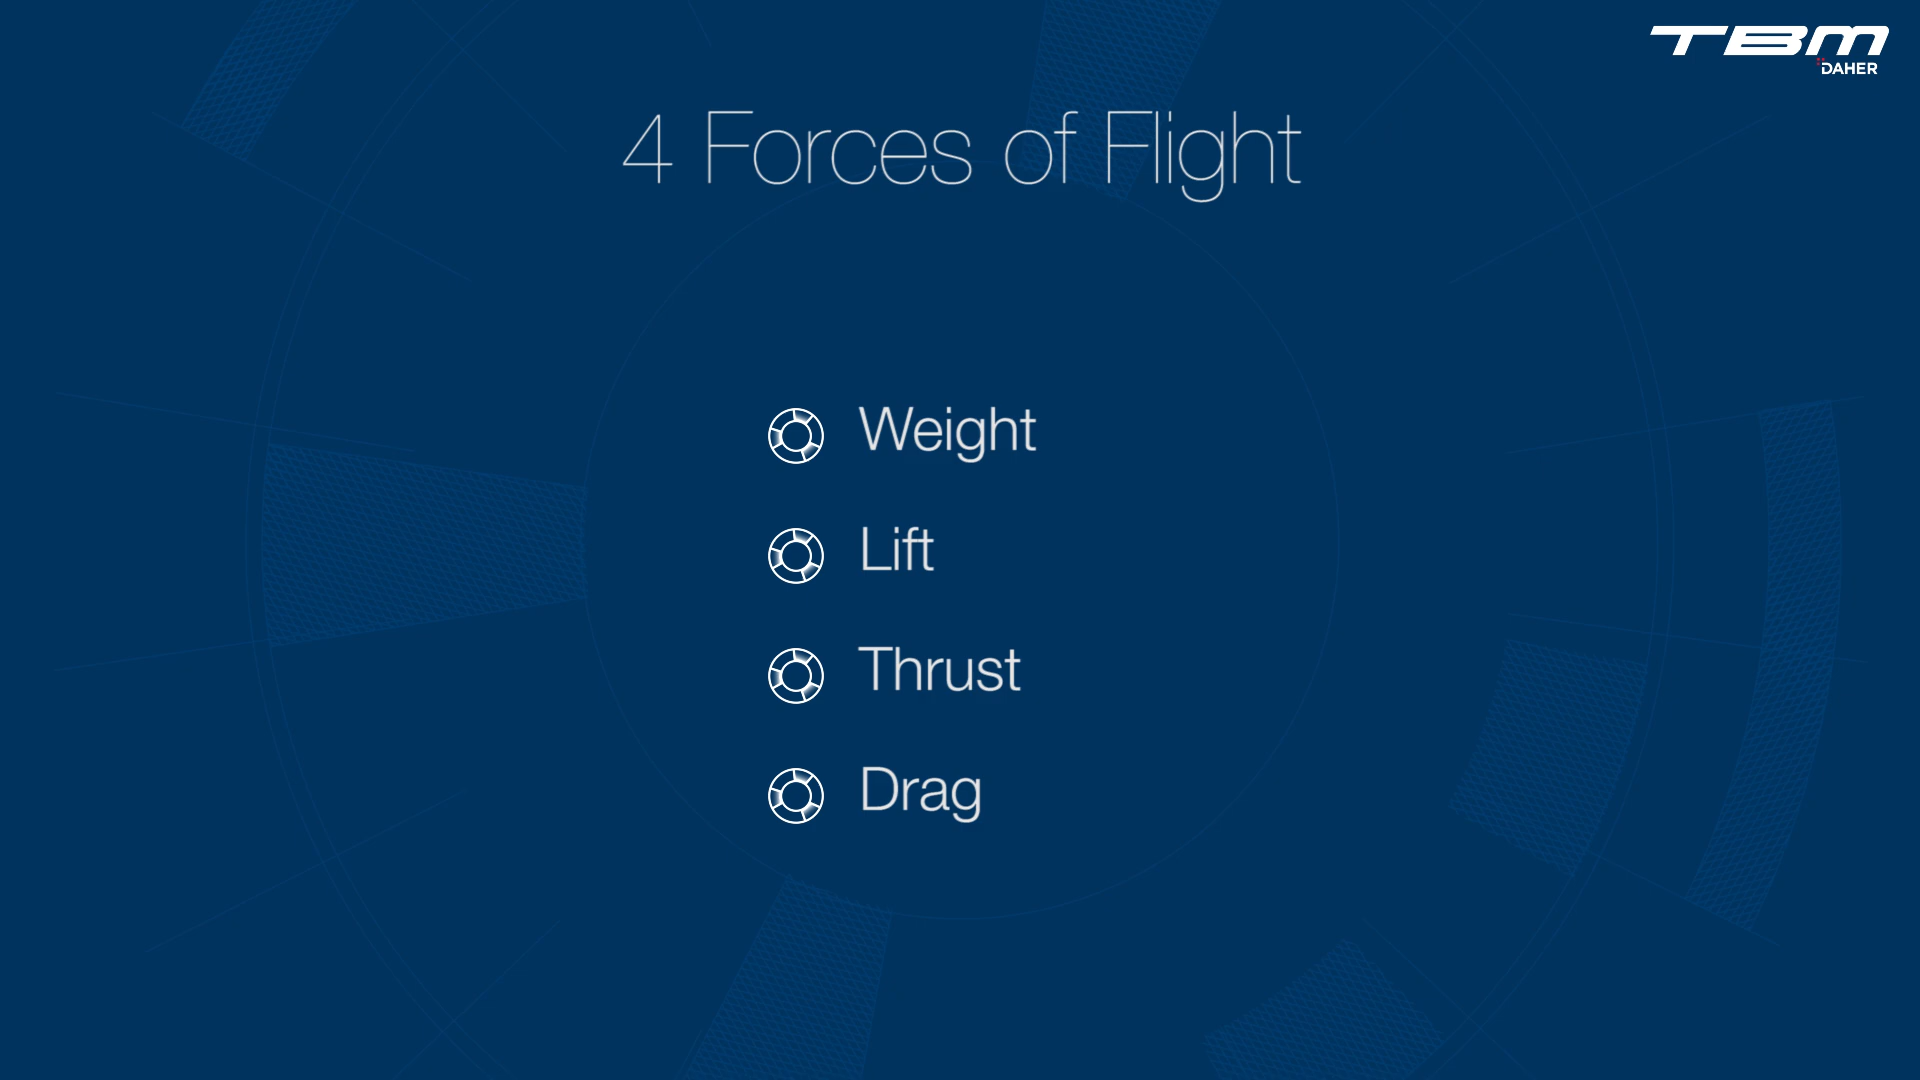 TBM
DAHER
4 Forces of Flight
Weight
Lift
Thrust
Drag